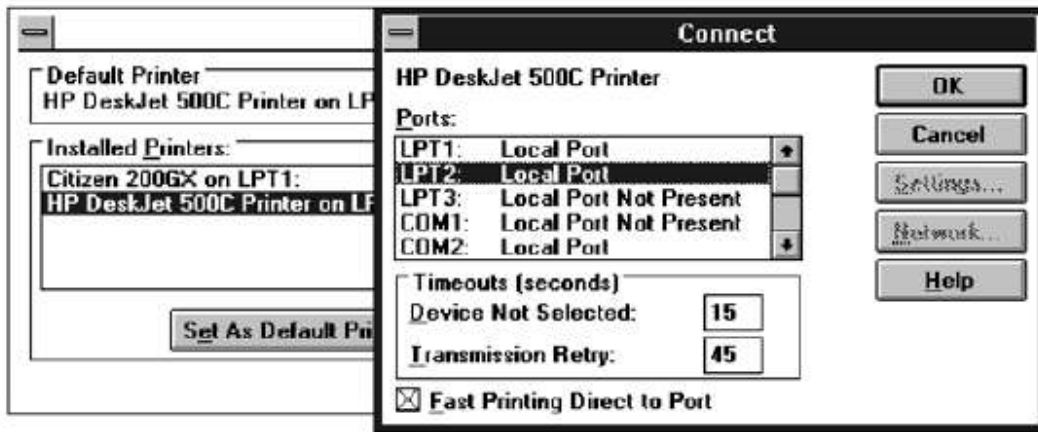 Default Printer
HP DeskJet 500C Printer on LP
Installed Printers:
Citizen 200GX on LPT1:
HP DeskJet 500C Printer on LP
Set As Default Pri
Connect
HP DeskJet 500C Printer
Ports:
LPT1: Local Port
LPT2: Local Port
LPT3: Local Port Not Present
COM1: Local Port Not Present
COM2: Local Port
Timeouts (seconds)
Device Not Selected: 15
Transmission Retry: 45
Fast Printing Direct to Port
OK
Cancel
Settings...
Network...
Help